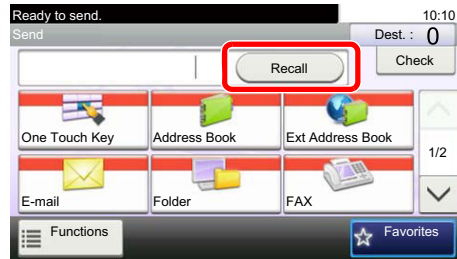 Ready to send.
10:10
Send
Dest. : 0
Recall
Check
One Touch Key
Address Book
Ext Address Book
1/2
E-mail
Folder
FAX
Functions
Favorites